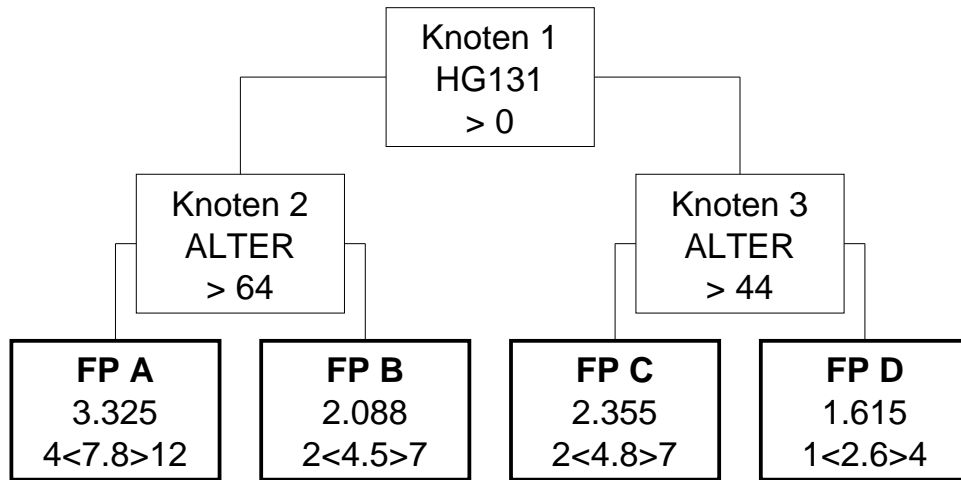 Knoten 1
HG131
> 0
Knoten 2
ALTER
> 64
Knoten 3
ALTER
> 44
FP A
3.325
4<7.8>12
FP B
2.088
2<4.5>7
FP C
2.355
2<4.8>7
FP D
1.615
1<2.6>4